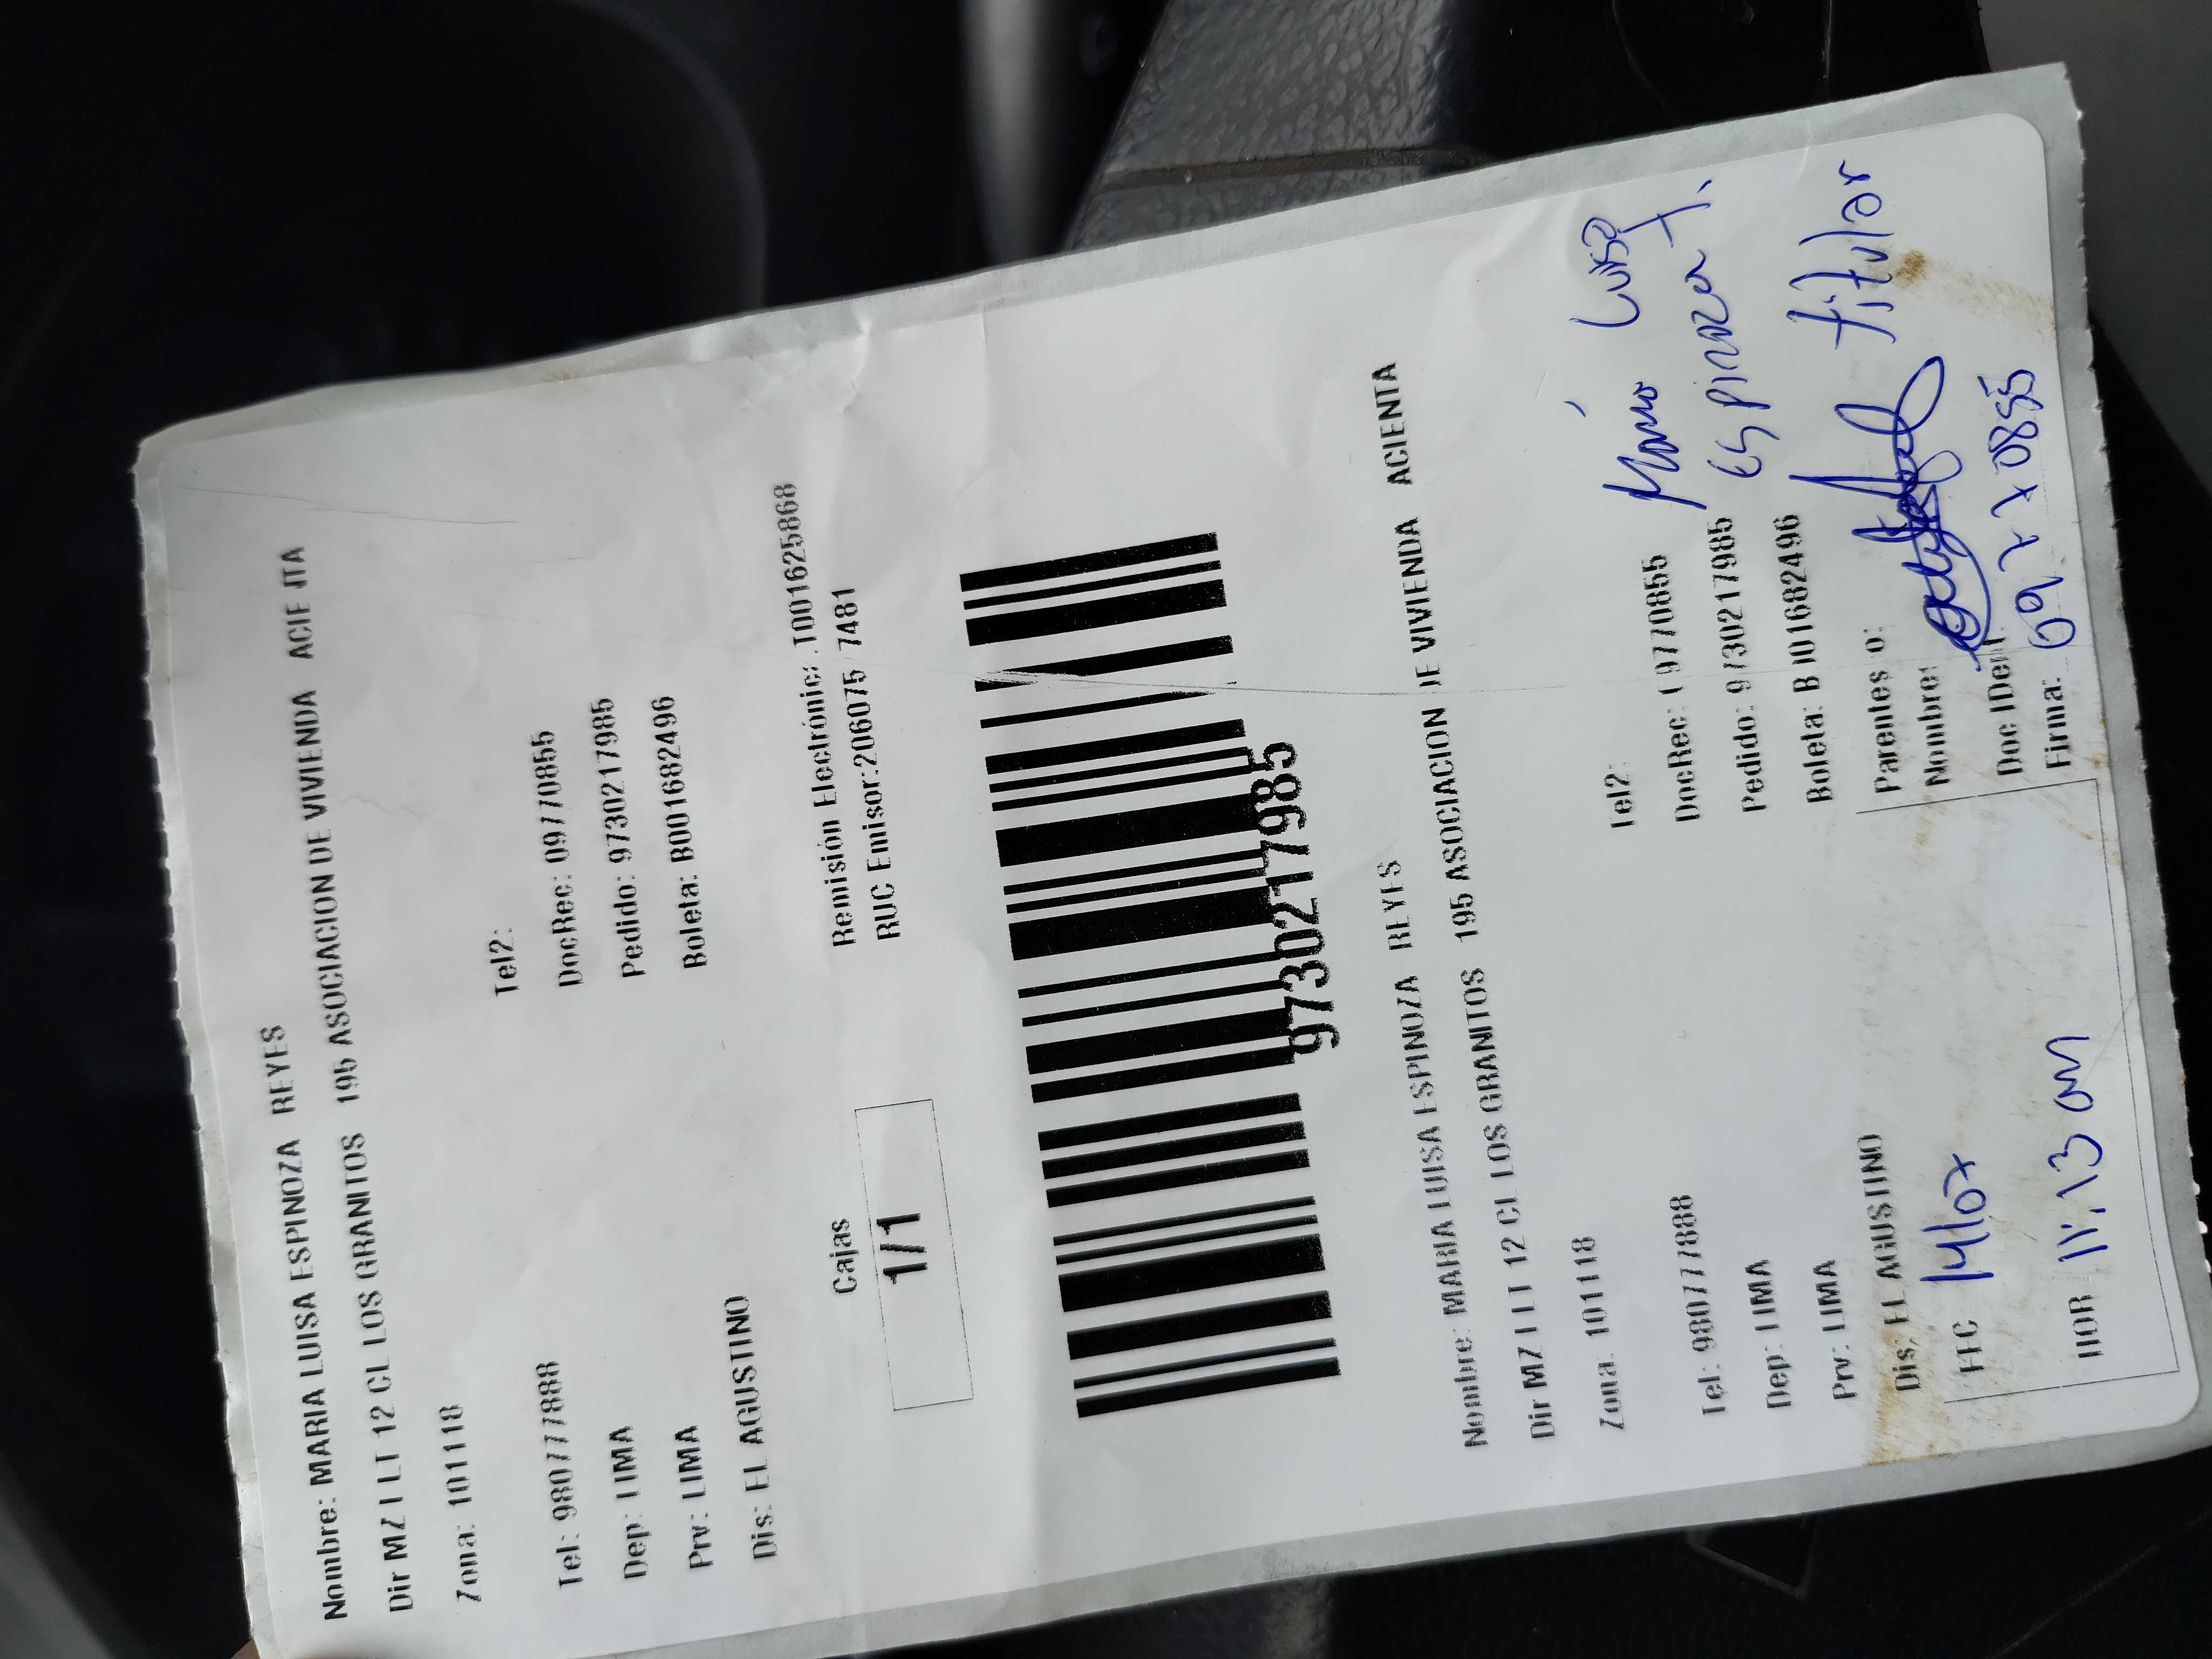 Nombre: MARIA LUISA ESPINOZA REYES
Dir MZ I LT 12 CL LOS GRANITOS 195 ASOCIACION DE VIVIENDA ACIENTA
Zona: 101118
Tel: 980777888 Tel2:
Dep: LIMA DocRec: 09770855
Prv: LIMA Pedido: 9730217985
Dis: EL AGUSTINO Boleta: B001682496
Cajas Remisión Electrónica: T001625868
1/1 RUC Emisor:206075 7481
9730217985
Nombre: MARIA LUISA ESPINOZA REYES
Dir MZ I LT 12 CL LOS GRANITOS 195 ASOCIACION DE VIVIENDA ACIENTA
Zona: 101118
Tel: 980777888 Tel2:
Dep: LIMA DocRec: 09770855
Prv: LIMA Pedido: 9730217985
Dis: EL AGUSTINO Boleta: B001682496
María Luisa
Espinoza
FEC 14/07 Parentesco: titular
Nombre:
HOR 11:13 am Doc Ident:
Firma: 09770855